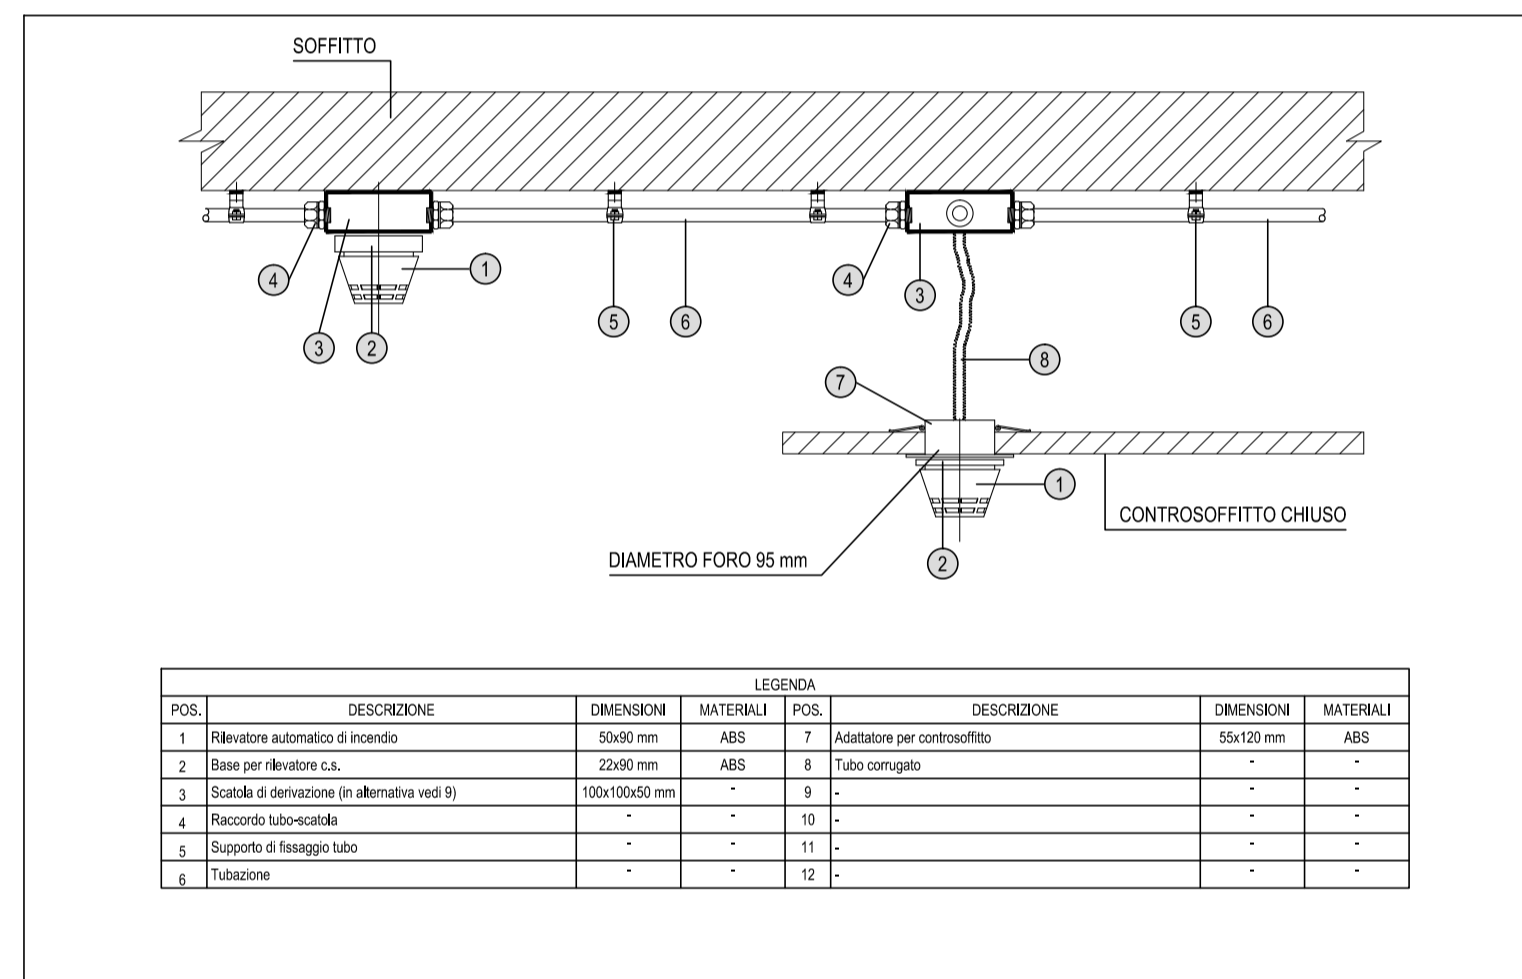 SOFFITTO
4
1
3
2
5
6
4
3
5
6
8
7
1
CONTROSOFFITTO CHIUSO
DIAMETRO FORO 95 mm
2
LEGENDA
POS. DESCRIZIONE DIMENSIONI MATERIALI POS. DESCRIZIONE DIMENSIONI MATERIALI
1 Rilevatore automatico di incendio 50x90 mm ABS 7 Adattatore per controsoffitto 55x120 mm ABS
2 Base per rilevatore c.s. 22x90 mm ABS 8 Tubo corrugato - -
3 Scatola di derivazione (in alternativa vedi 9) 100x100x50 mm - 9 - - -
4 Raccordo tubo-scatola - - 10 - - -
5 Supporto di fissaggio tubo - - 11 - - -
6 Tubazione - - 12 - - -